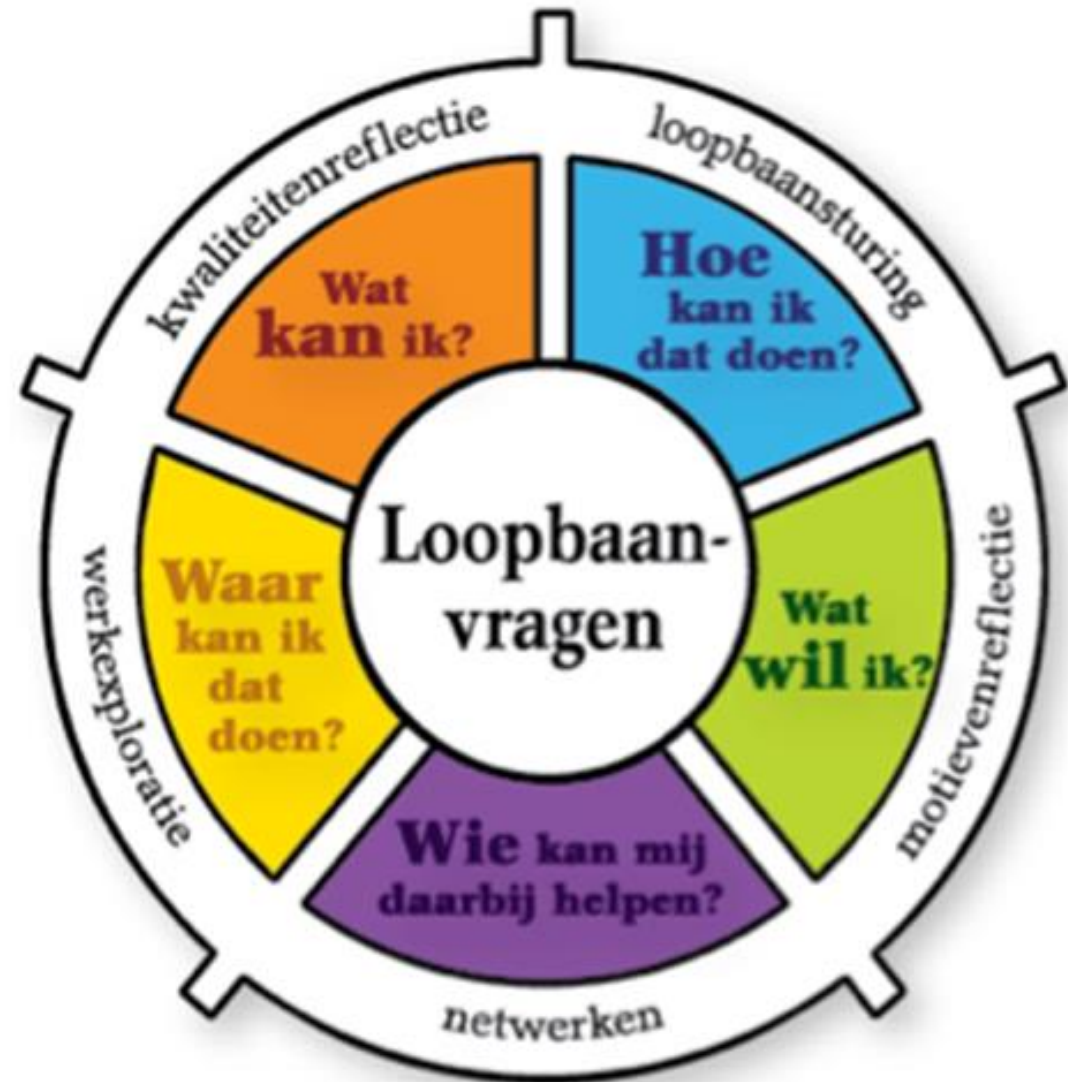 kwaliteitenreflectie
loopbaansturing
Wat
kan ik?
Hoe
kan ik
dat doen?
Loopbaan-
vragen
Waar
kan ik
dat
doen?
Wat
wil ik?
werkexploratie
motievenreflectie
Wie kan mij
daarbij helpen?
netwerken